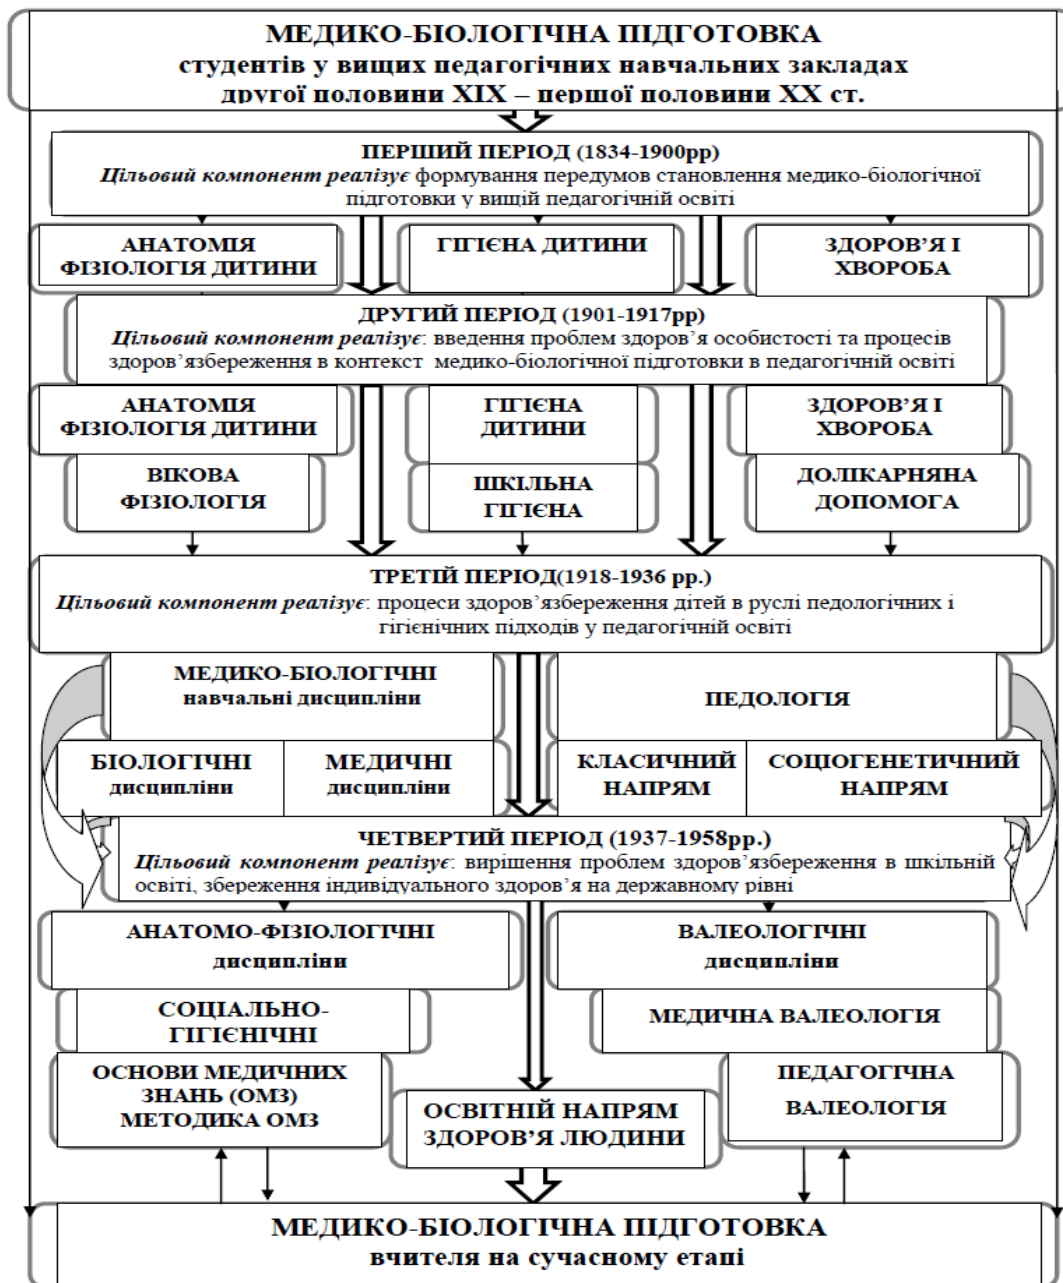 МЕДИКО-БІОЛОГІЧНА ПІДГОТОВКА
студентів у вищих педагогічних навчальних закладах
другої половини ХІХ – першої половини ХХ ст.
ПЕРШИЙ ПЕРІОД (1834-1900рр)
Цільовий компонент реалізує формування передумов становлення медико-біологічної
підготовки у вищій педагогічній освіті
АНАТОМІЯ
ФІЗІОЛОГІЯ ДИТИНИ
ГІГІЄНА ДИТИНИ
ЗДОРОВ’Я І
ХВОРОБА
ДРУГИЙ ПЕРІОД (1901-1917рр)
Цільовий компонент реалізує: введення проблем здоров’я особистості та процесів
здоров’язбереження в контекст медико-біологічної підготовки в педагогічній освіті
АНАТОМІЯ
ФІЗІОЛОГІЯ ДИТИНИ
ГІГІЄНА
ДИТИНИ
ЗДОРОВ’Я І
ХВОРОБА
ВІКОВА
ФІЗІОЛОГІЯ
ШКІЛЬНА
ГІГІЄНА
ДОЛІКАРНЯНА
ДОПОМОГА
ТРЕТІЙ ПЕРІОД(1918-1936 рр.)
Цільовий компонент реалізує: процеси здоров’язбереження дітей в руслі педологічних і
гігієнічних підходів у педагогічній освіті
МЕДИКО-БІОЛОГІЧНІ
навчальні дисципліни
ПЕДОЛОГІЯ
БІОЛОГІЧНІ
дисципліни
МЕДИЧНІ
дисципліни
КЛАСИЧНИЙ
НАПРЯМ
СОЦІОГЕНЕТИЧНИЙ
НАПРЯМ
ЧЕТВЕРТИЙ ПЕРІОД (1937-1958рр.)
Цільовий компонент реалізує: вирішення проблем здоров’язбереження в шкільній
освіті, збереження індивідуального здоров’я на державному рівні
АНАТОМО-ФІЗІОЛОГІЧНІ
дисципліни
ВАЛЕОЛОГІЧНІ
дисципліни
СОЦІАЛЬНО-
ГІГІЄНІЧНІ
МЕДИЧНА ВАЛЕОЛОГІЯ
ОСНОВИ МЕДИЧНИХ
ЗНАНЬ (ОМЗ)
МЕТОДИКА ОМЗ
ОСВІТНІЙ НАПРЯМ
ЗДОРОВ’Я ЛЮДИНИ
ПЕДАГОГІЧНА
ВАЛЕОЛОГІЯ
МЕДИКО-БІОЛОГІЧНА ПІДГОТОВКА
вчителя на сучасному етапі